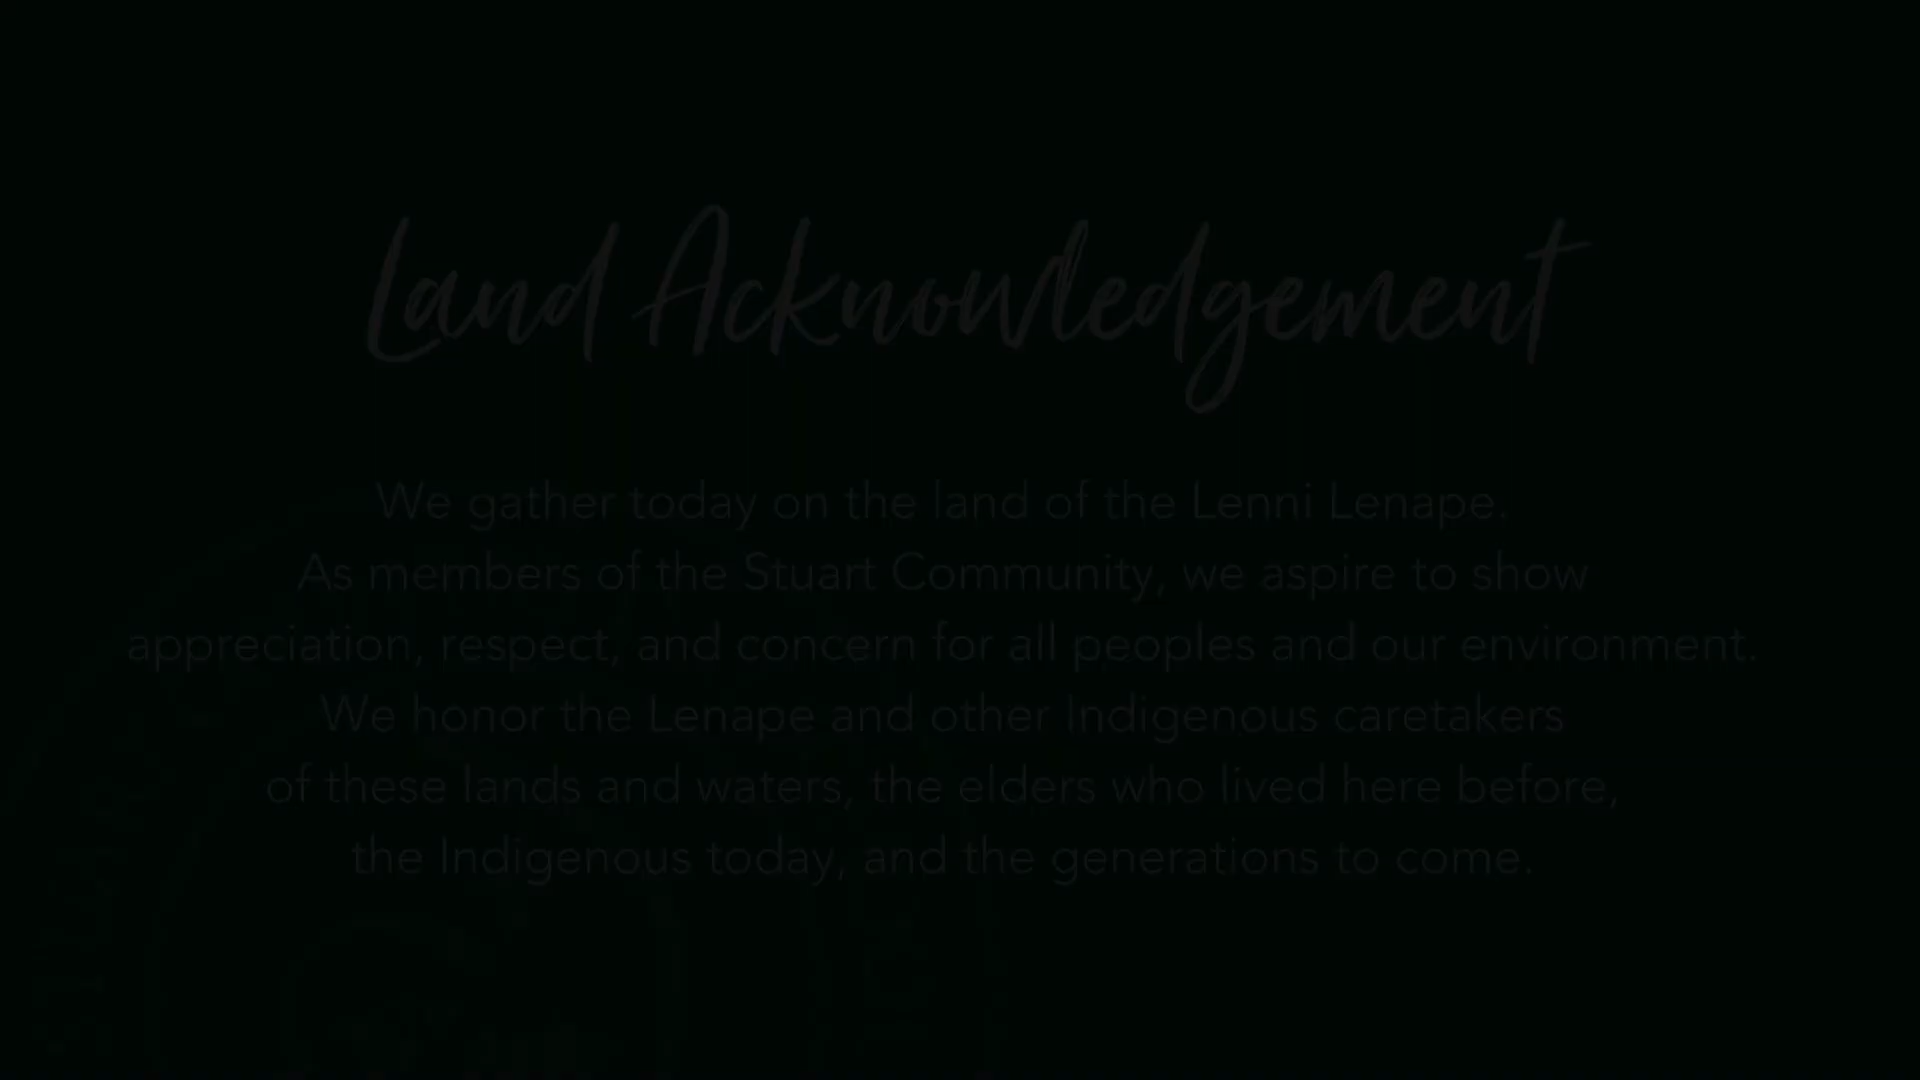 Land Acknowledgement
We gather today on the land of the Lenni Lenape.
As members of the Stuart Community, we aspire to show
appreciation, respect, and concern for all peoples and our environment.
We honor the Lenape and other Indigenous caretakers
of these lands and waters, the elders who lived here before,
the Indigenous today, and the generations to come.